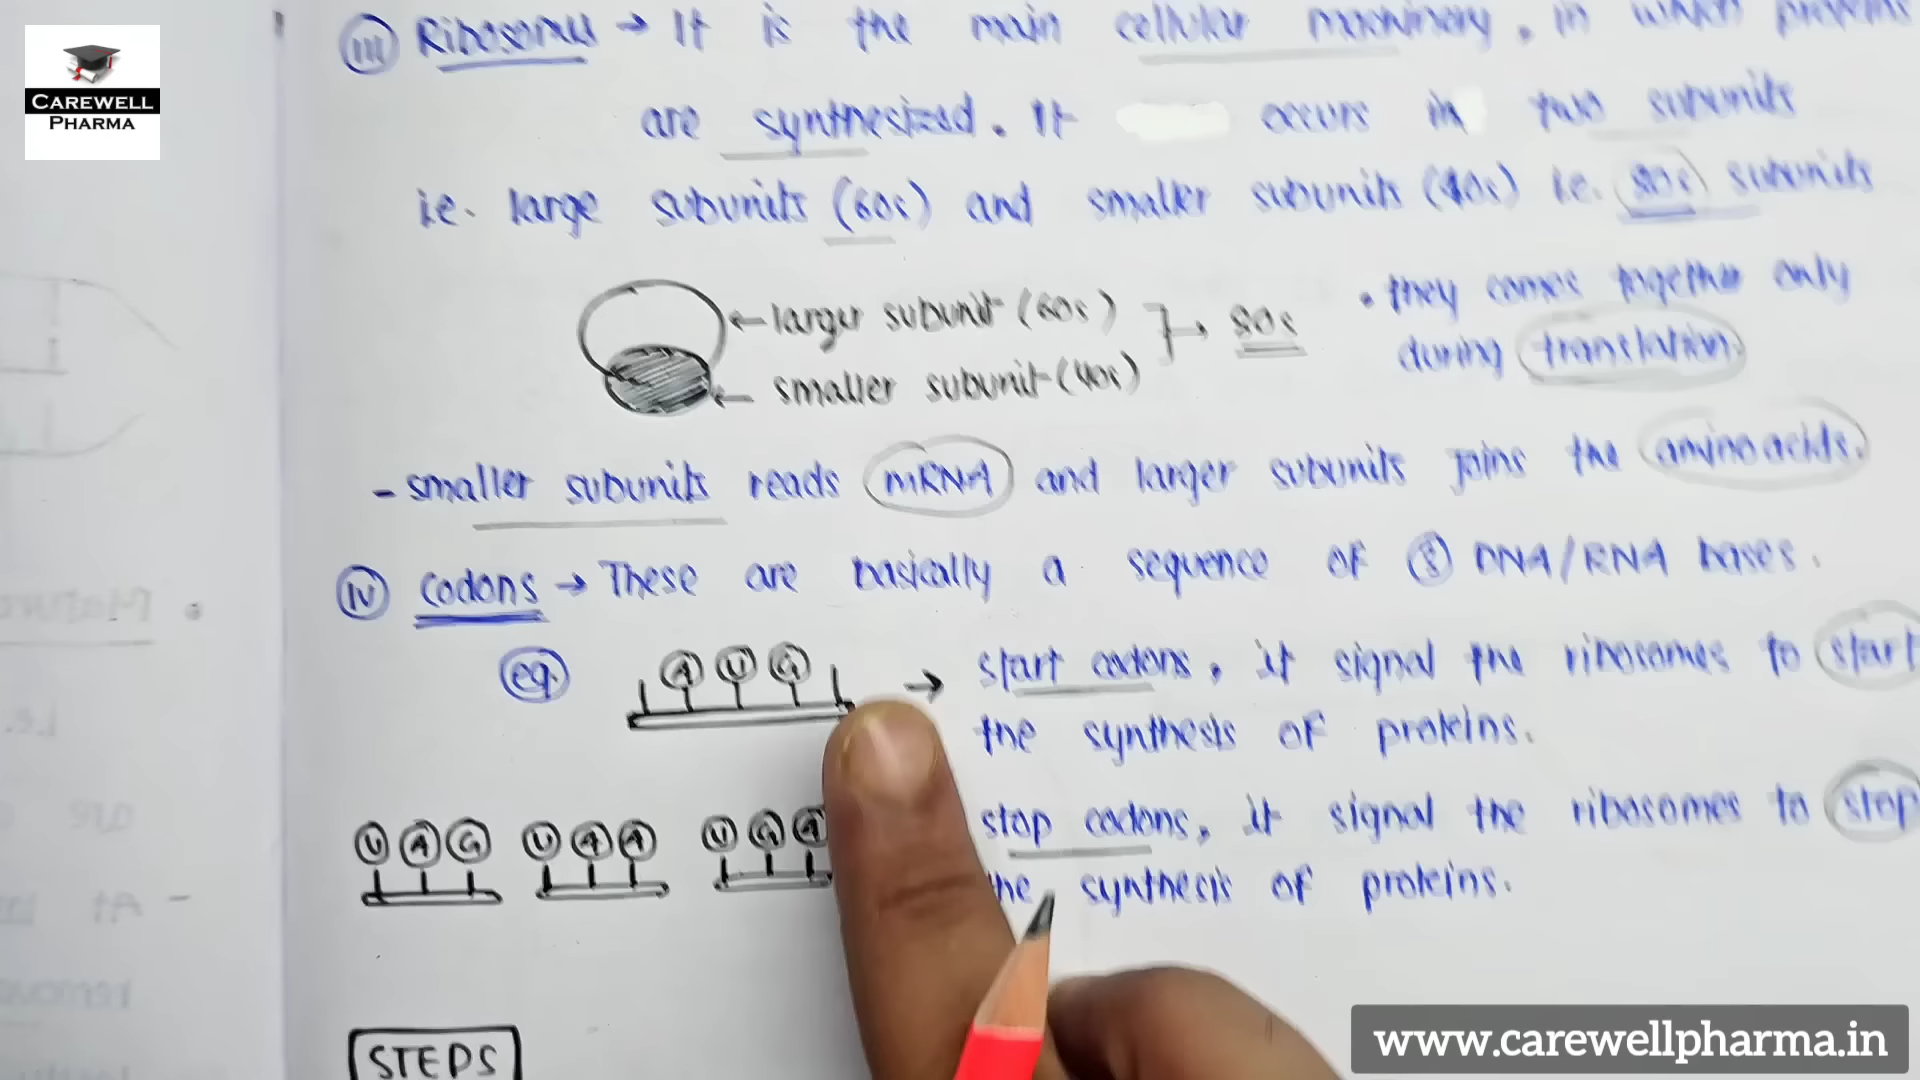 CAREWELL
PHARMA
(iii) Ribosomes → It is the main cellular machinery, in which proteins
are synthesized. It occurs in two subunits
i.e. large subunits (60s) and smaller subunits (40s) i.e. 80s subunits
← larger subunit (60s)
← smaller subunit (40s)
→ 80s
• they comes together only
during translation.
- smaller subunits reads mRNA and larger subunits joins the amino acids.
(iv) Codons → These are basically a sequence of 3 DNA/RNA bases.
eg. A U G → start codons, it signal the ribosomes to start
the synthesis of proteins.
U A G U A A U G A stop codons, it signal the ribosomes to stop
the synthesis of proteins.
STEPS
www.carewellpharma.in